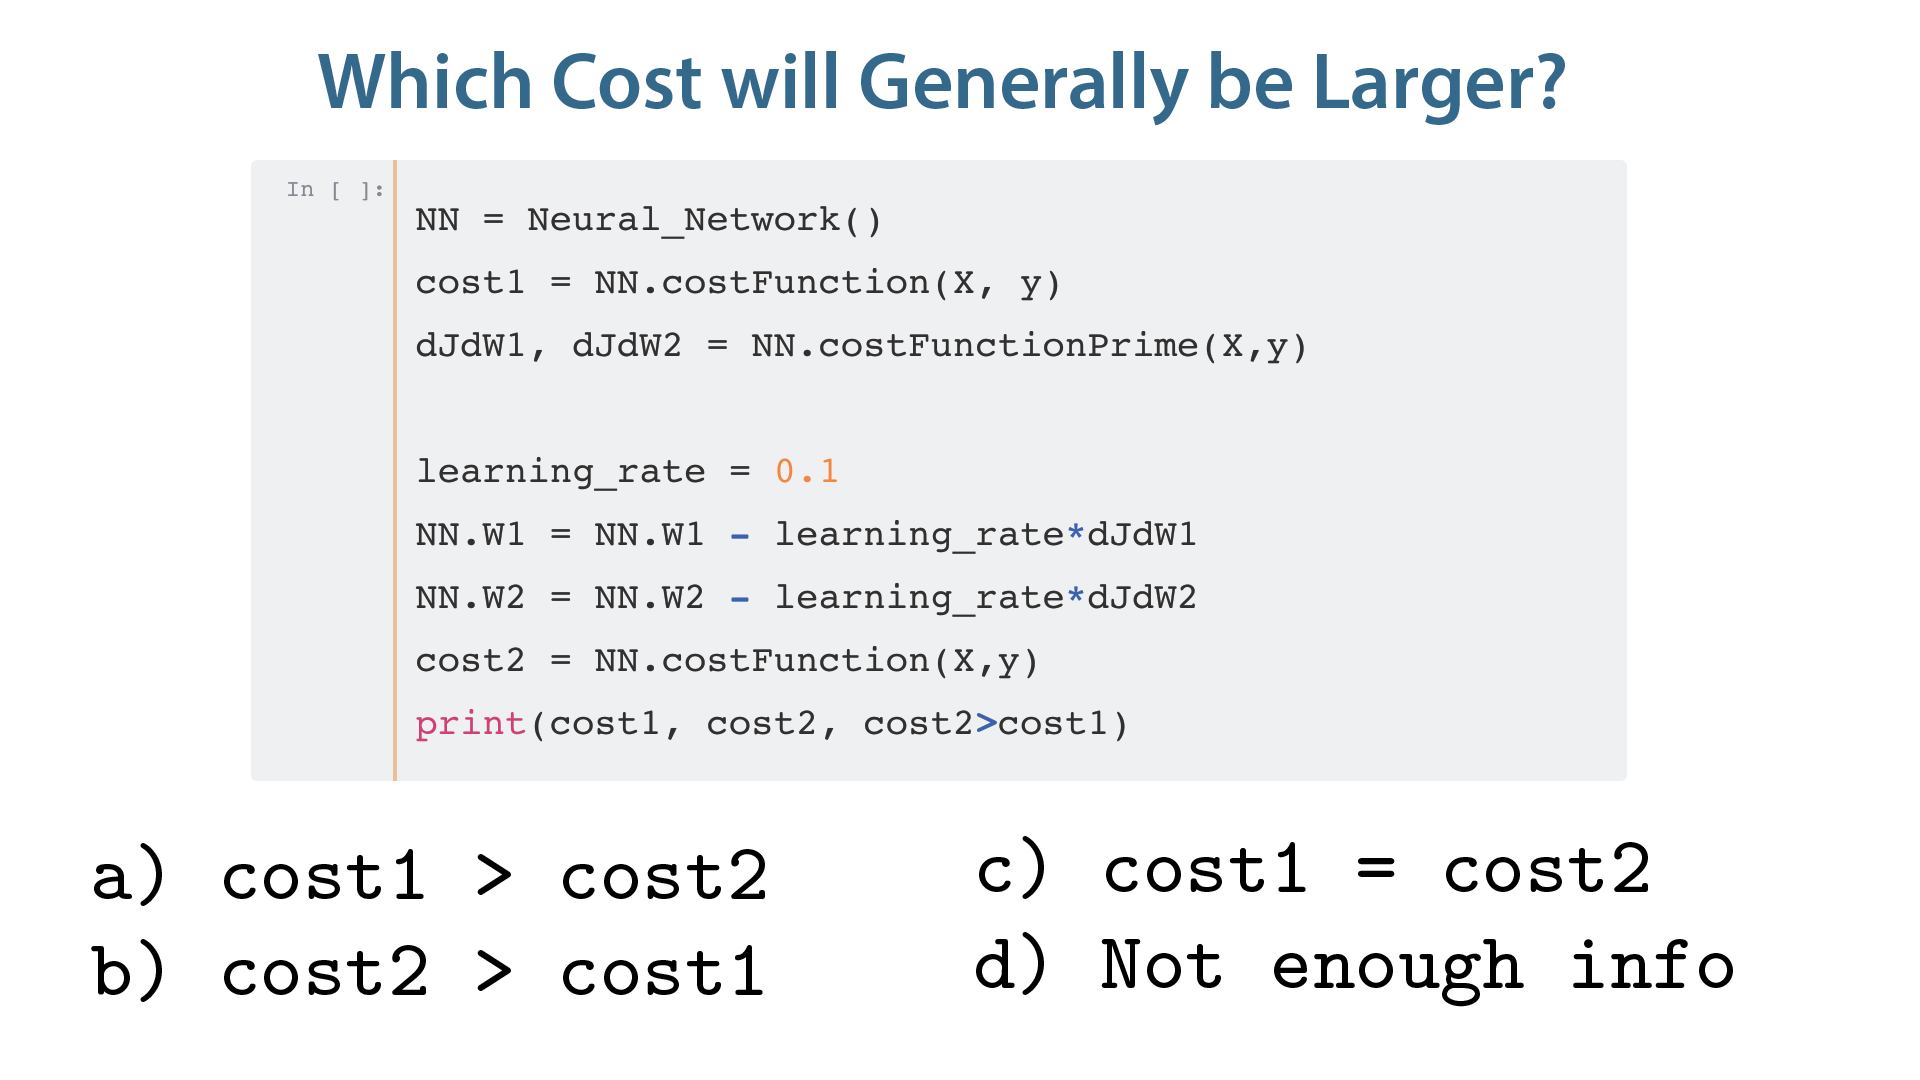 Which Cost will Generally be Larger?
In [ ]:
NN = Neural_Network()
cost1 = NN.costFunction(X, y)
dJdW1, dJdW2 = NN.costFunctionPrime(X,y)
learning_rate = 0.1
NN.W1 = NN.W1 - learning_rate*dJdW1
NN.W2 = NN.W2 - learning_rate*dJdW2
cost2 = NN.costFunction(X,y)
print(cost1, cost2, cost2>cost1)
a) cost1 > cost2
b) cost2 > cost1
c) cost1 = cost2
d) Not enough info